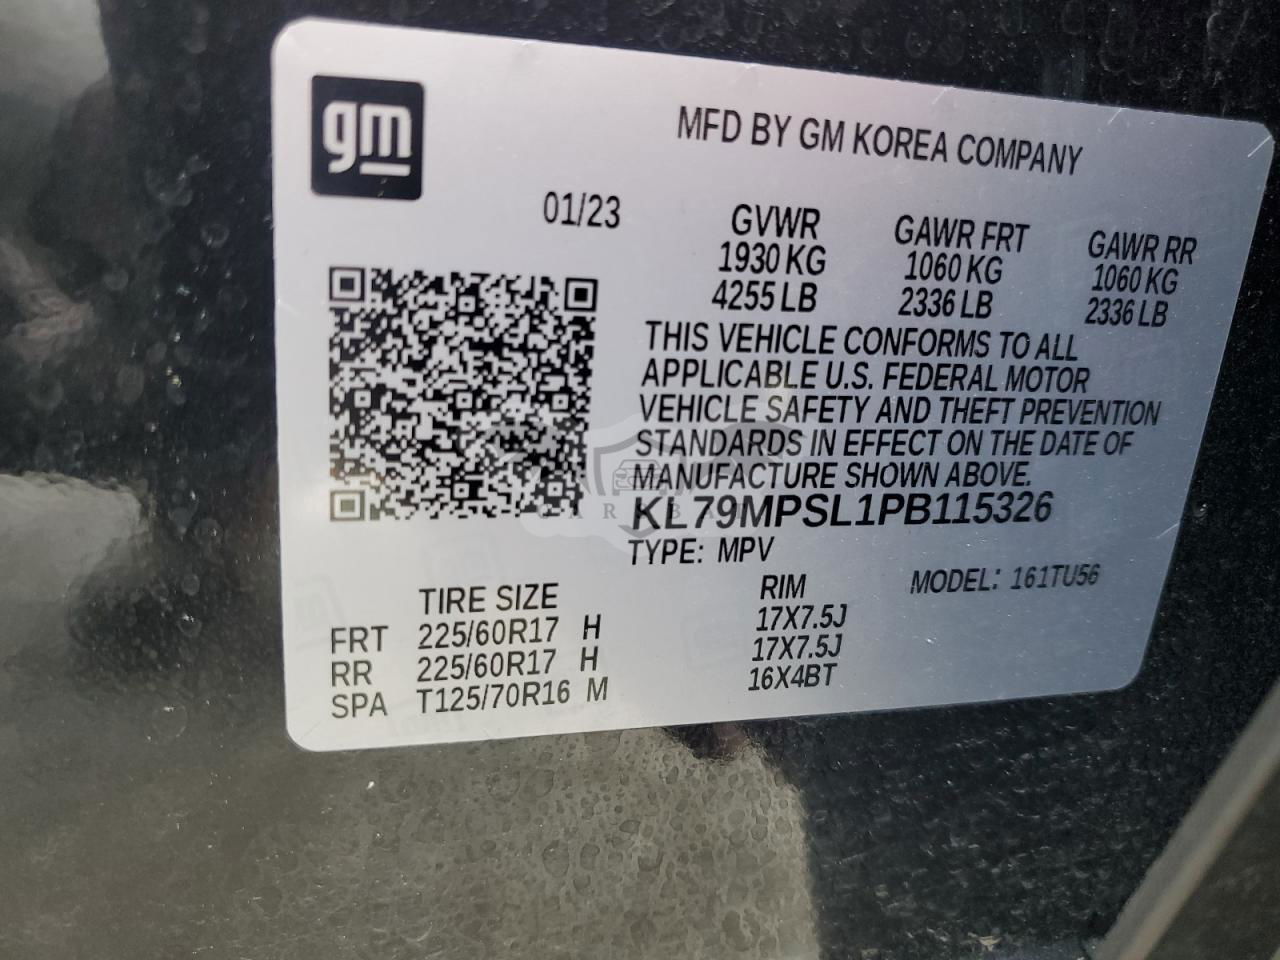 gm
MFD BY GM KOREA COMPANY
01/23
GVWR GAWR FRT GAWR RR
1930 KG 1060 KG 1060 KG
4255 LB 2336 LB 2336 LB
THIS VEHICLE CONFORMS TO ALL
APPLICABLE U.S. FEDERAL MOTOR
VEHICLE SAFETY AND THEFT PREVENTION
STANDARDS IN EFFECT ON THE DATE OF
MANUFACTURE SHOWN ABOVE.
KL79MPSL1PB115326
TYPE: MPV
MODEL: 161TU56
TIRE SIZE RIM
FRT 225/60R17 H 17X7.5J
RR 225/60R17 H 17X7.5J
SPA T125/70R16 M 16X4BT